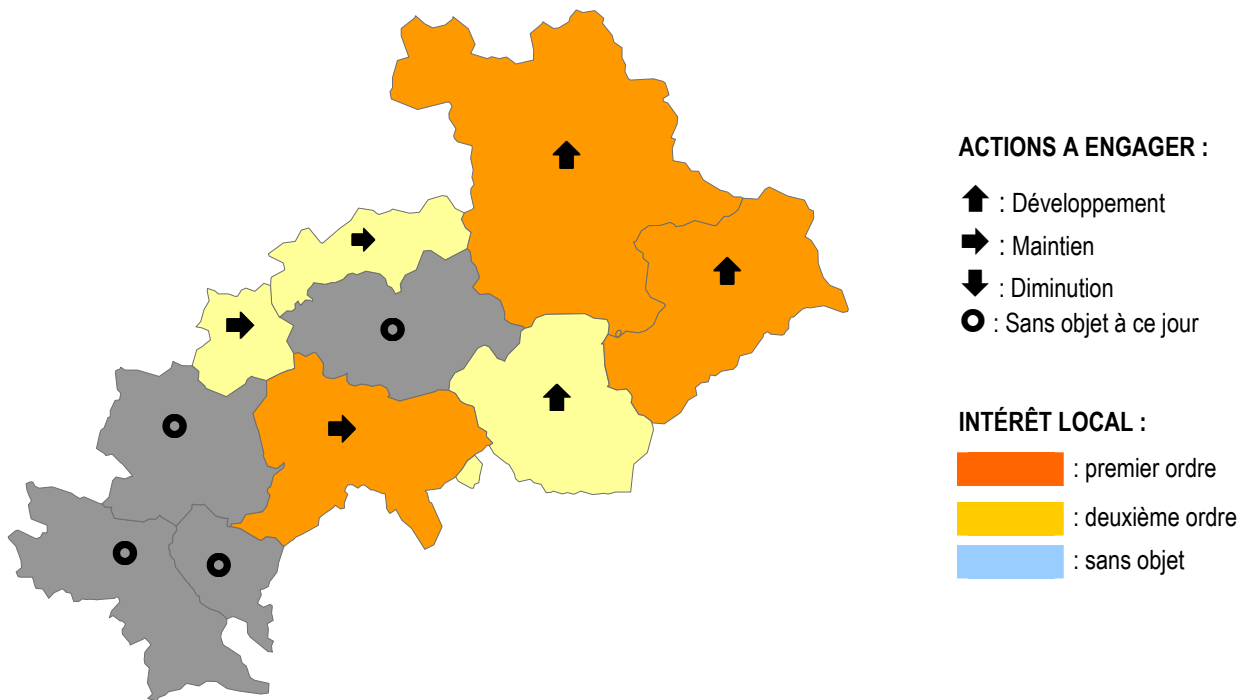 ACTIONS A ENGAGER :
: Développement
: Maintien
: Diminution
: Sans objet à ce jour
INTÉRÊT LOCAL :
: premier ordre
: deuxième ordre
: sans objet